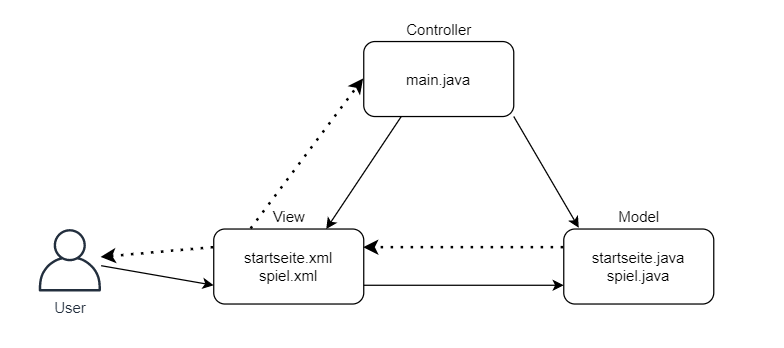 Controller
main.java
View
startseite.xml
spiel.xml
Model
startseite.java
spiel.java
User